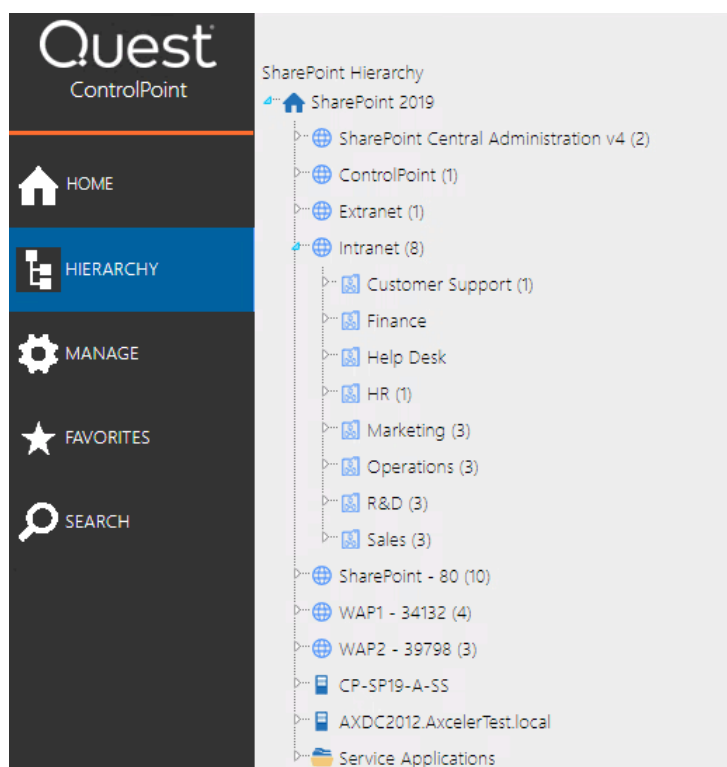 Quest
ControlPoint
HOME
HIERARCHY
MANAGE
FAVORITES
SEARCH
SharePoint Hierarchy
SharePoint 2019
SharePoint Central Administration v4 (2)
ControlPoint (1)
Extranet (1)
Intranet (8)
Customer Support (1)
Finance
Help Desk
HR (1)
Marketing (3)
Operations (3)
R&D (3)
Sales (3)
SharePoint - 80 (10)
WAP1 - 34132 (4)
WAP2 - 39798 (3)
CP-SP19-A-SS
AXDC2012.AxcelerTest.local
Service Applications